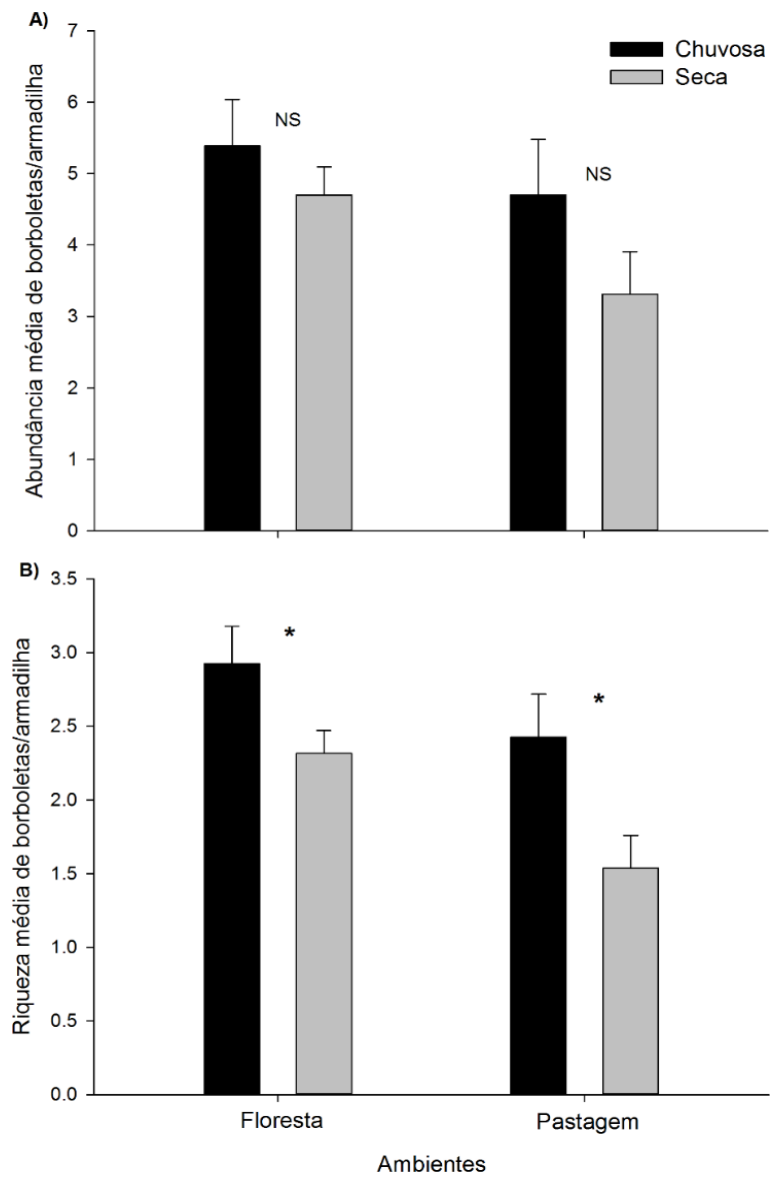 A)
Abundância média de borboletas/armadilha
7
6
5
4
3
2
1
0
Chuvosa
Seca
NS
NS
B)
Riqueza média de borboletas/armadilha
3.5
3.0
2.5
2.0
1.5
1.0
0.5
0.0
*
*
Floresta
Pastagem
Ambientes